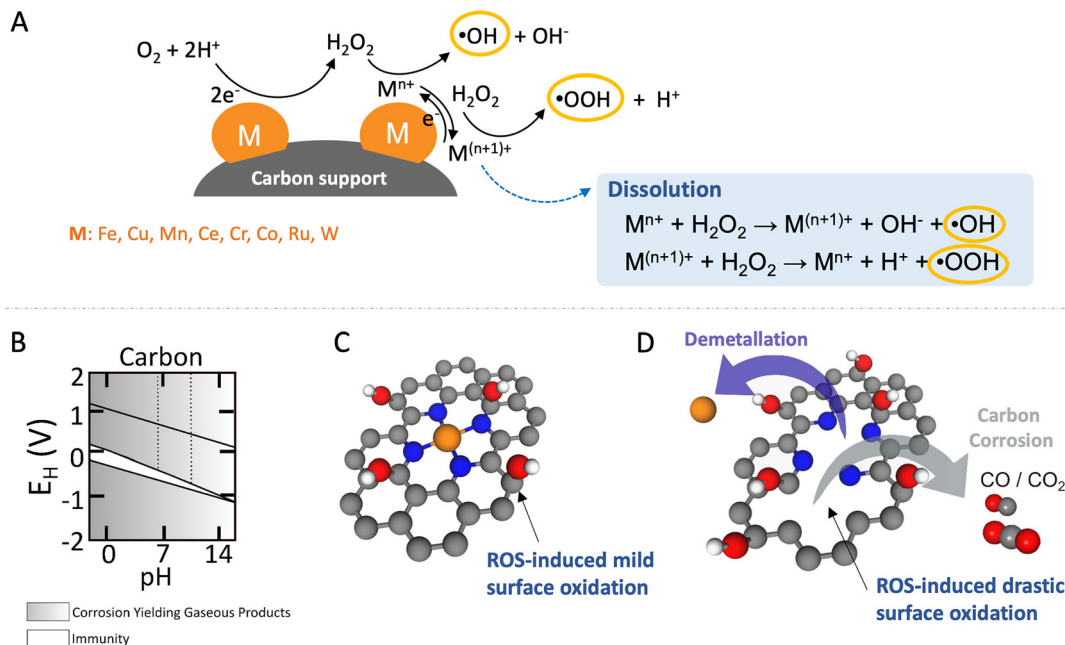 A
O₂ + 2H⁺
2e⁻
H₂O₂
•OH + OH⁻
Mⁿ⁺
H₂O₂
e⁻
•OOH + H⁺
M⁽ⁿ⁺¹⁾⁺
M
M
Carbon support
M: Fe, Cu, Mn, Ce, Cr, Co, Ru, W
Dissolution
Mⁿ⁺ + H₂O₂ → M⁽ⁿ⁺¹⁾⁺ + OH⁻ + •OH
M⁽ⁿ⁺¹⁾⁺ + H₂O₂ → Mⁿ⁺ + H⁺ + •OOH
B
Carbon
2
1
0
-1
-2
E_H (V)
0 7 14
pH
Corrosion Yielding Gaseous Products
Immunity
C
ROS-induced mild
surface oxidation
D
Demetallation
Carbon
Corrosion
CO / CO₂
ROS-induced drastic
surface oxidation